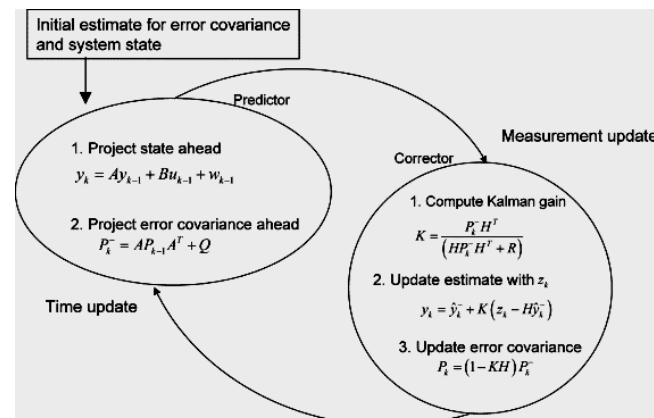 Initial estimate for error covariance
and system state
Predictor
1. Project state ahead
y_k = Ay_{k-1} + Bu_{k-1} + w_{k-1}
2. Project error covariance ahead
P_k^- = AP_{k-1}A^T + Q
Time update
Measurement update
Corrector
1. Compute Kalman gain
K = P_k^- H^T / (HP_k^- H^T + R)
2. Update estimate with z_k
y_k = ŷ_k^- + K(z_k - Hŷ_k^-)
3. Update error covariance
P_k = (1-KH)P_k^-